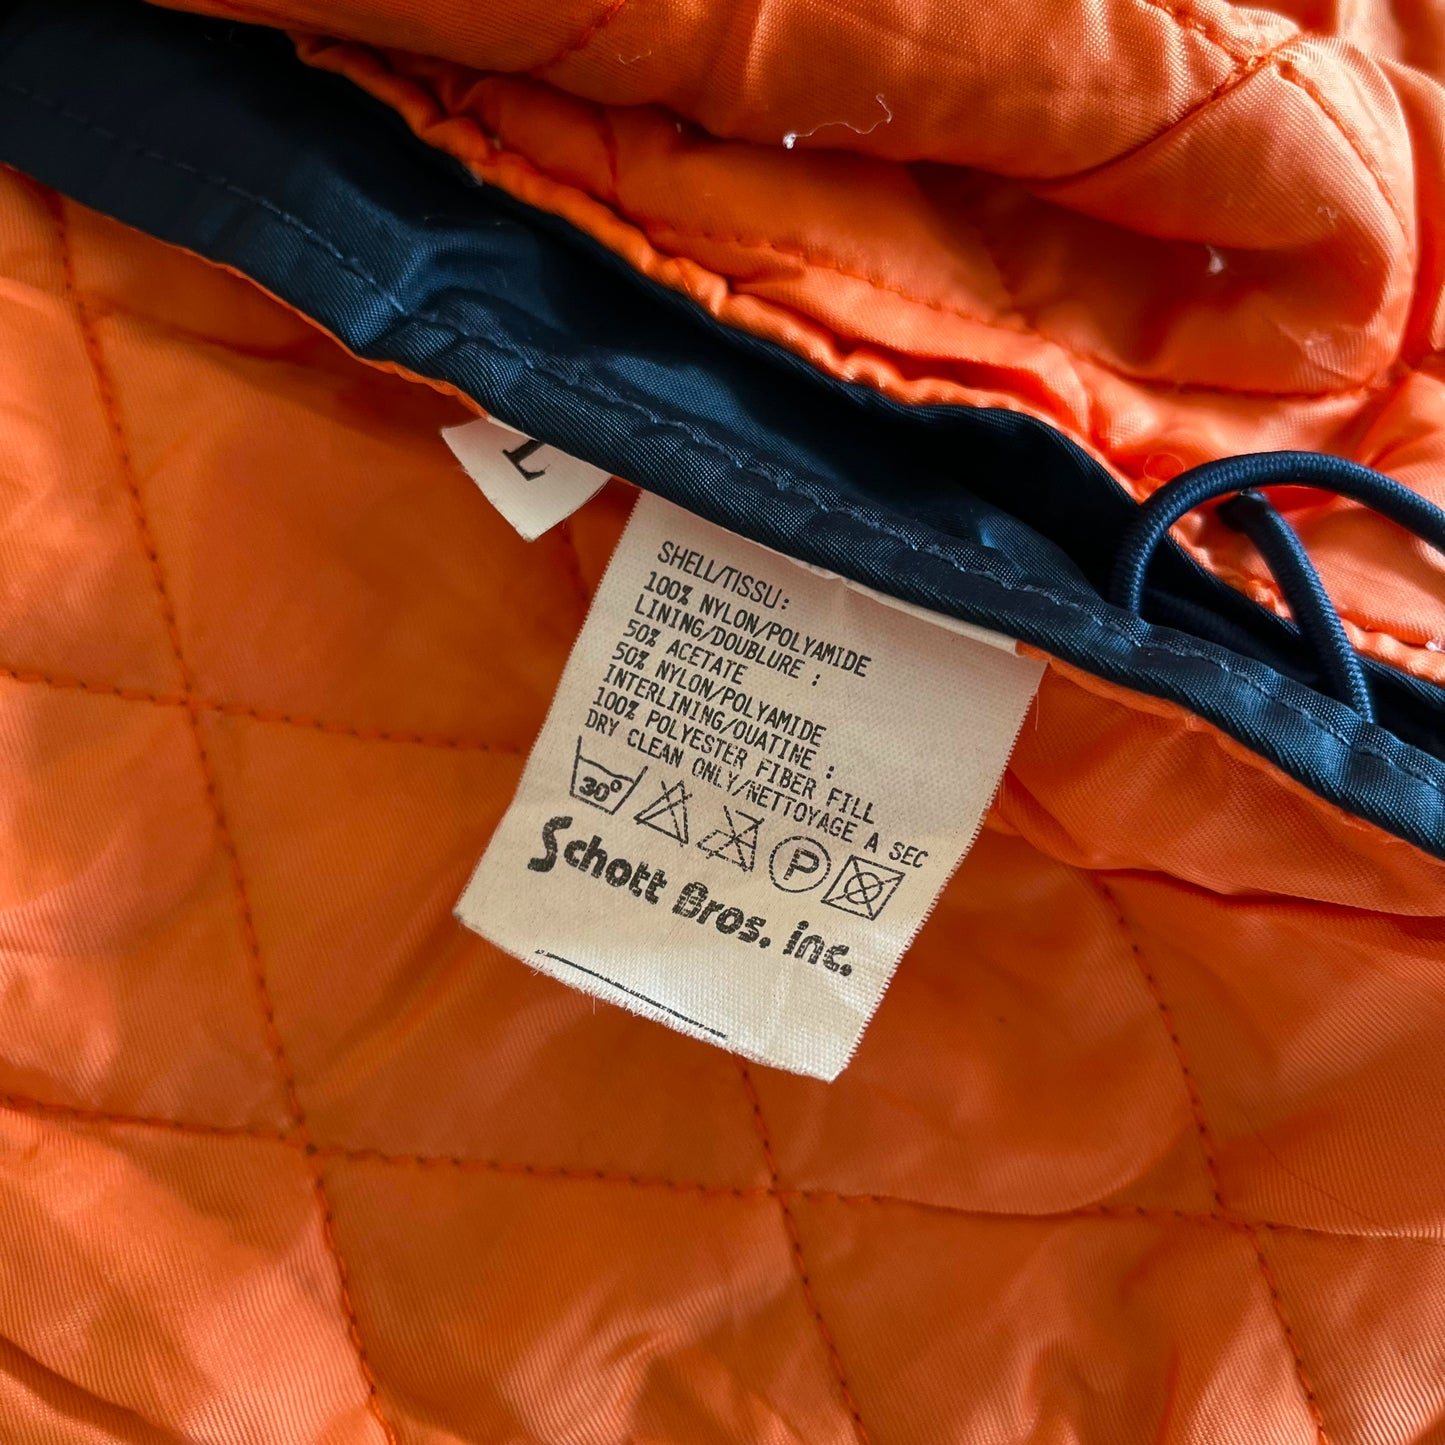 L
SHELL/TISSU:
100% NYLON/POLYAMIDE
LINING/DOUBLURE :
50% ACETATE
50% NYLON/POLYAMIDE
INTERLINING/OUATINE :
100% POLYESTER FIBER FILL
DRY CLEAN ONLY/NETTOYAGE A SEC
30° P
Schott Bros. inc.